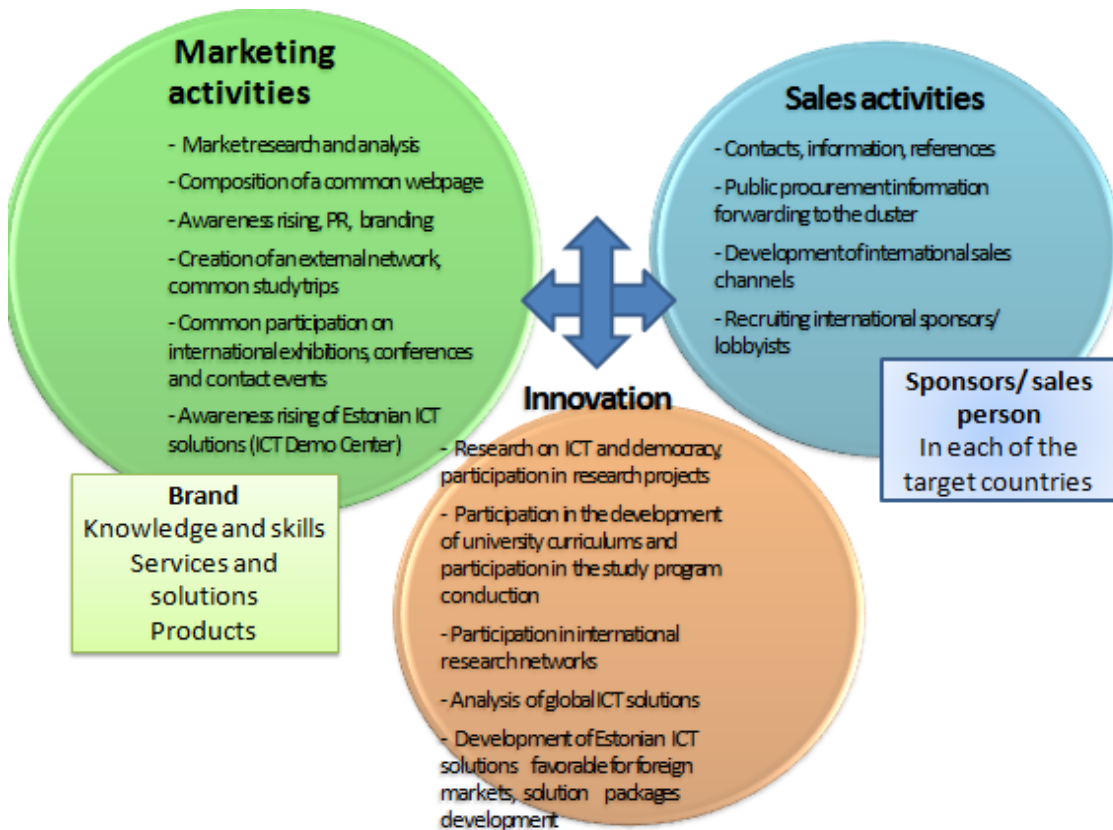 Marketing
activities
- Market research and analysis
- Composition of a common webpage
- Awareness rising, PR, branding
- Creation of an external network,
common study trips
- Common participation on
international exhibitions, conferences
and contact events
- Awareness rising of Estonian ICT
solutions (ICT Demo Center)
Brand
Knowledge and skills
Services and
solutions
Products
Sales activities
- Contacts, information, references
- Public procurement information
forwarding to the cluster
- Development of international sales
channels
- Recruiting international sponsors/
lobbyists
Sponsors/ sales
person
In each of the
target countries
Innovation
- Research on ICT and democracy,
participation in research projects
- Participation in the development
of university curriculums and
participation in the study program
conduction
- Participation in international
research networks
- Analysis of global ICT solutions
- Development of Estonian ICT
solutions favorable for foreign
markets, solution packages
development